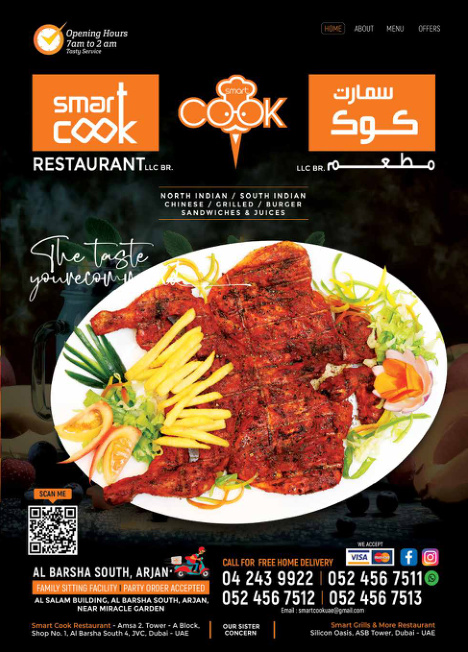 Opening Hours
7am to 2 am
Tasty Service
HOME ABOUT MENU OFFERS
smart
cook
smart
COOK
سمارت
كوك
RESTAURANT LLC BR.
LLC BR. مطعم
NORTH INDIAN / SOUTH INDIAN
CHINESE / GRILLED / BURGER
SANDWICHES & JUICES
The taste
SCAN ME
AL BARSHA SOUTH, ARJAN
FAMILY SITTING FACILITY | PARTY ORDER ACCEPTED
AL SALAM BUILDING, AL BARSHA SOUTH, ARJAN,
NEAR MIRACLE GARDEN
WE ACCEPT
VISA MasterCard
CALL FOR FREE HOME DELIVERY
04 243 9922 | 052 456 7511
052 456 7512 | 052 456 7513
Email : smartcookuae@gmail.com
Smart Cook Restaurant - Amsa 2. Tower - A Block,
Shop No. 1, Al Barsha South 4, JVC, Dubai - UAE
OUR SISTER
CONCERN
Smart Grills & More Restaurant
Silicon Oasis, ASB Tower, Dubai - UAE